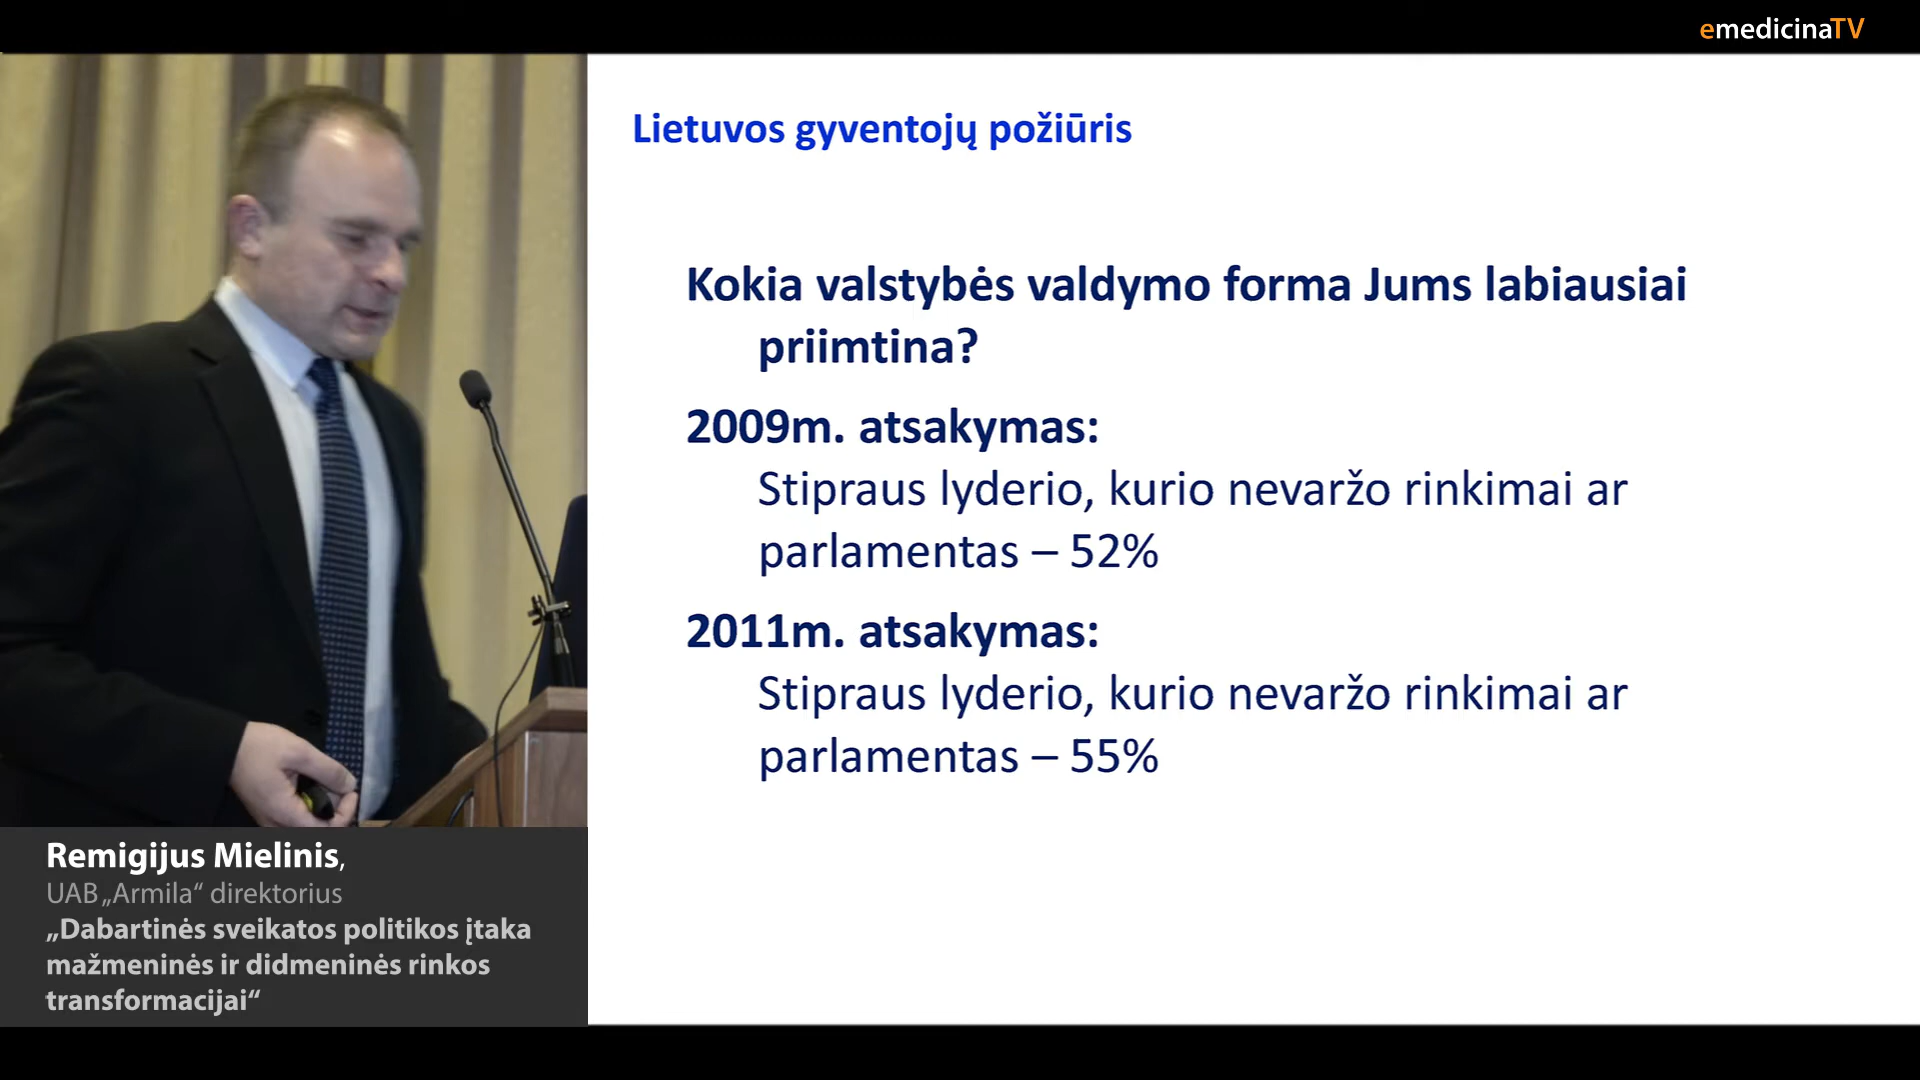 emedicinaTV
Lietuvos gyventojų požiūris
Kokia valstybės valdymo forma Jums labiausiai
priimtina?
2009m. atsakymas:
Stipraus lyderio, kurio nevaržo rinkimai ar
parlamentas – 52%
2011m. atsakymas:
Stipraus lyderio, kurio nevaržo rinkimai ar
parlamentas – 55%
Remigijus Mielinis,
UAB „Armila“ direktorius
„Dabartinės sveikatos politikos įtaka
mažmeninės ir didmeninės rinkos
transformacijai“